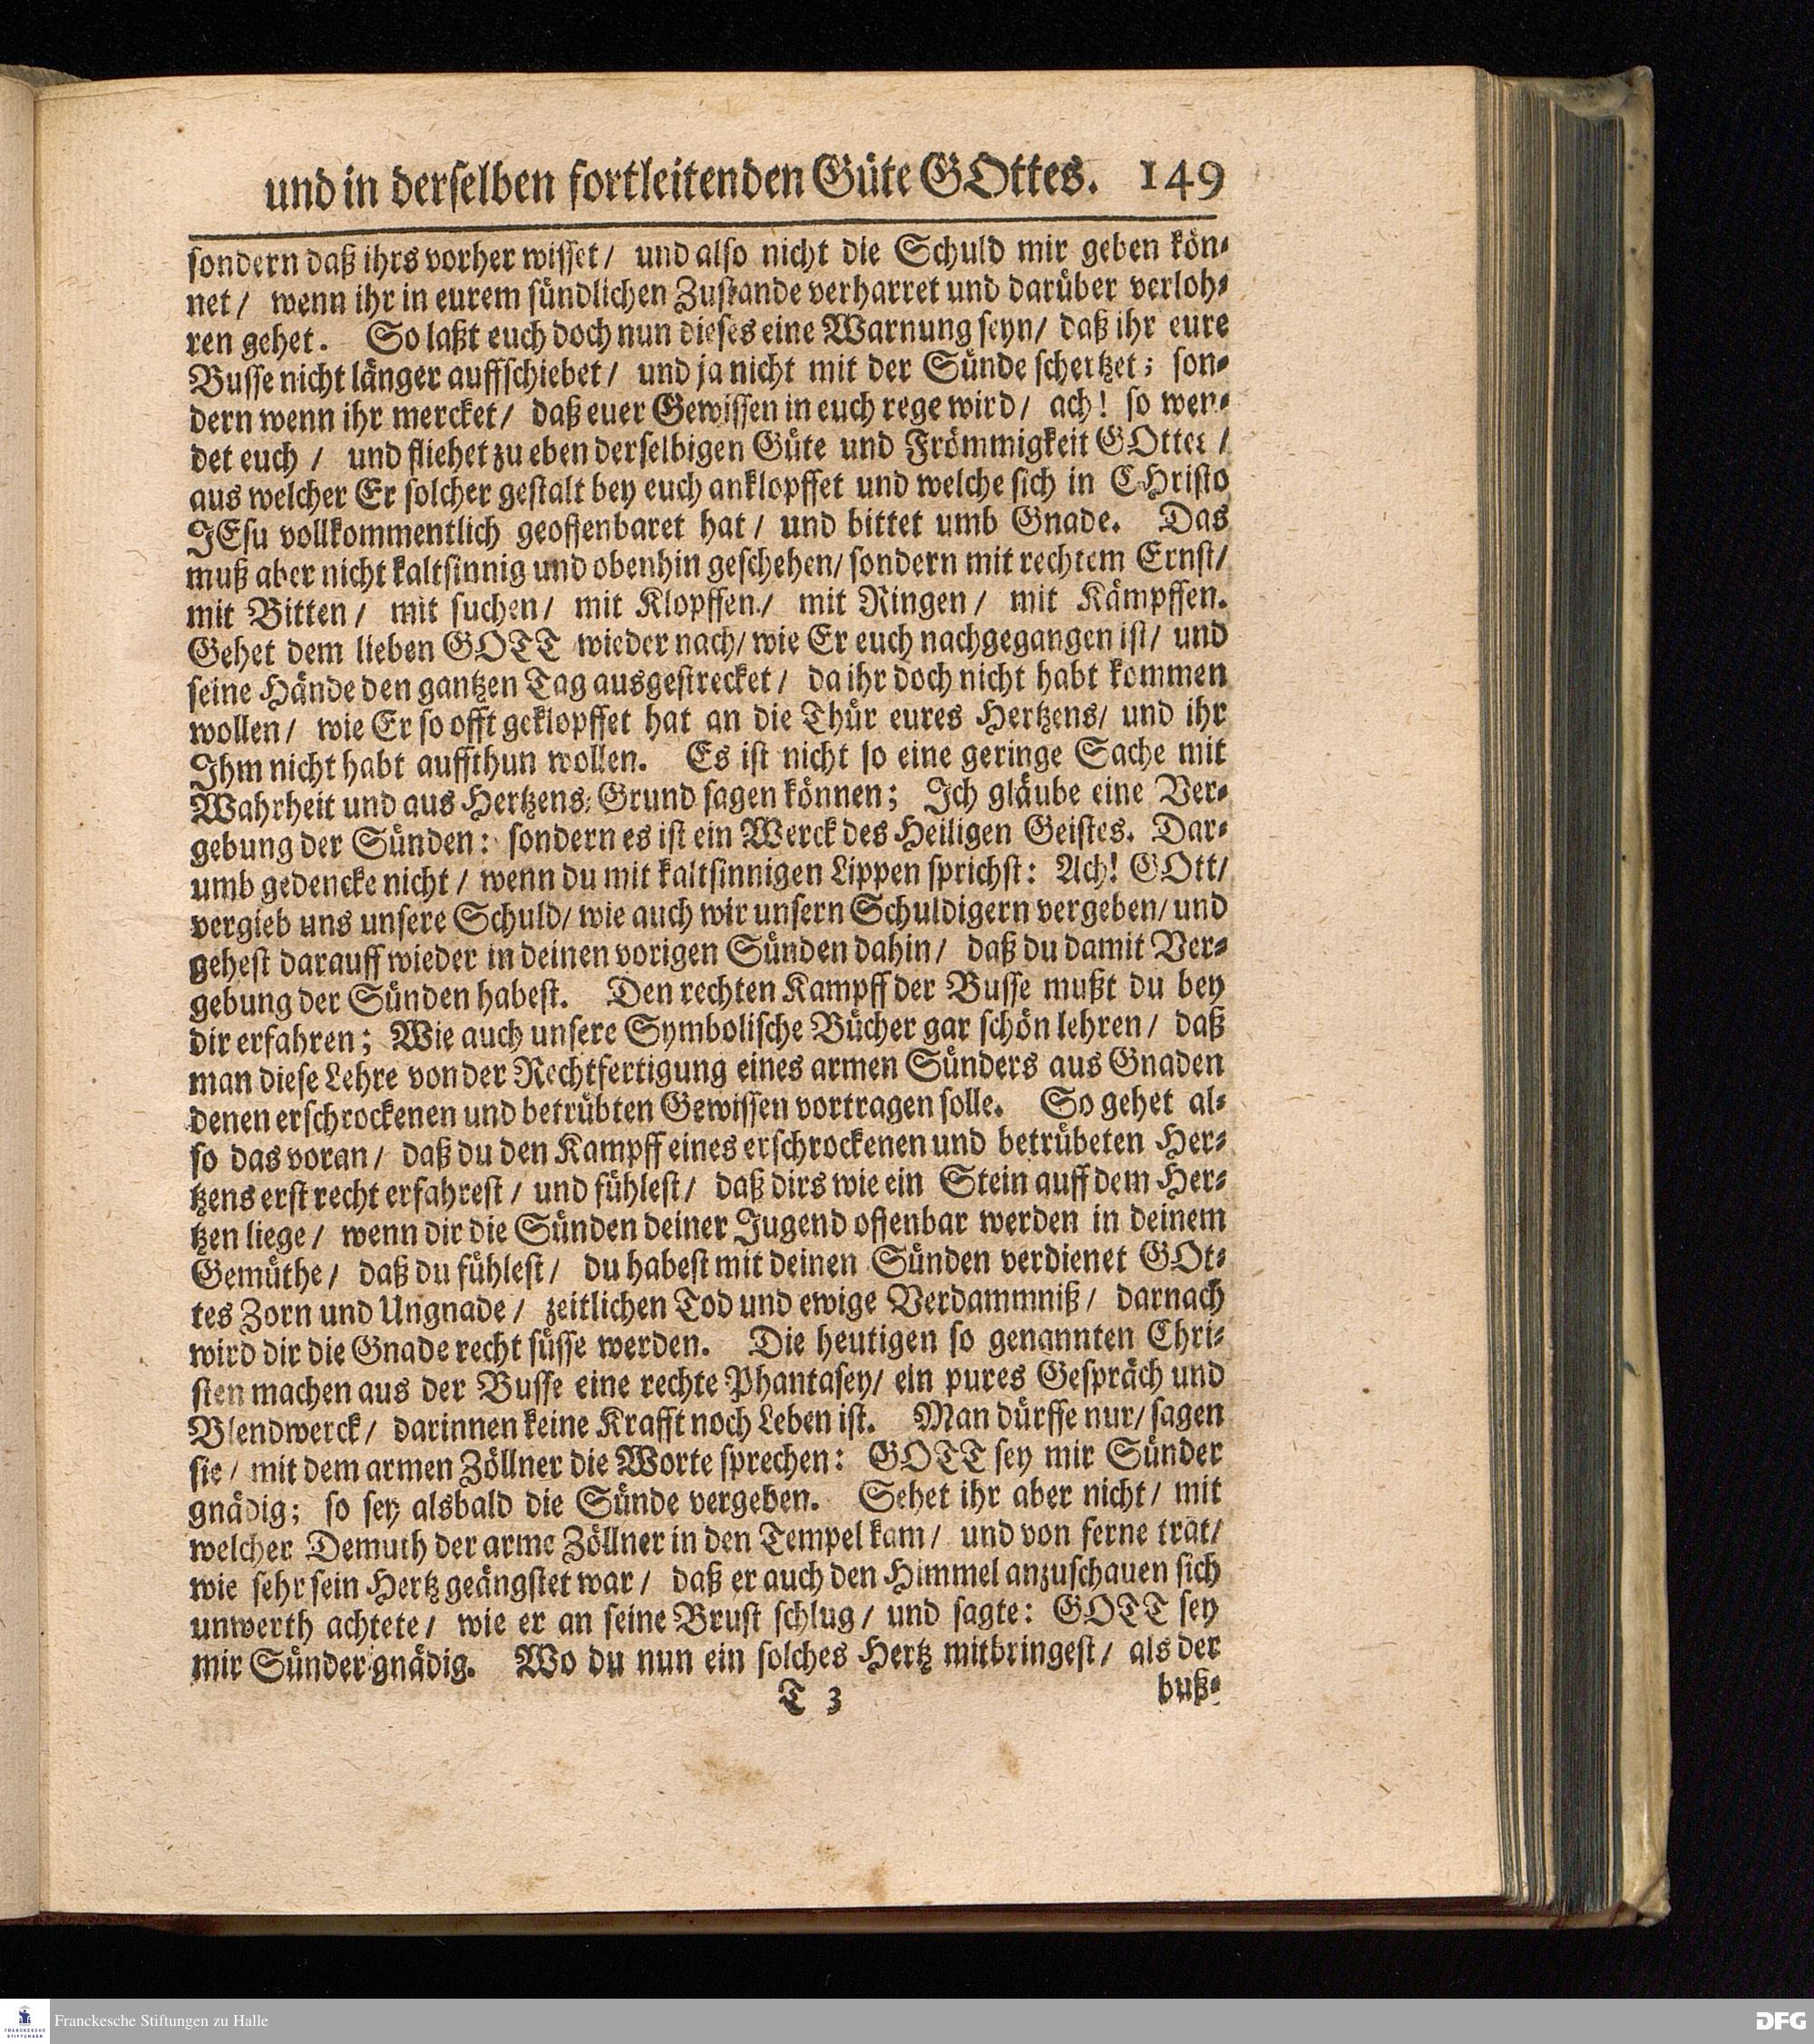 und in derselben fortleitenden Güte GOttes. 149
sondern daß ihrs vorher wisset / und also nicht die Schuld mir geben kön-
net / wenn ihr in eurem sündlichen Zustande verharret und darüber verloh-
ren gehet. So laßt euch doch nun dieses eine Warnung seyn / daß ihr eure
Busse nicht länger auffschiebet / und ja nicht mit der Sünde schertzet; son-
dern wenn ihr mercket / daß euer Gewissen in euch rege wird / ach! so wen-
det euch / und fliehet zu eben derselbigen Güte und Frömmigkeit GOttes /
aus welcher Er solcher gestalt bey euch anklopffet und welche sich in CHristo
JEsu vollkommentlich geoffenbaret hat / und bittet umb Gnade. Das
muß aber nicht kaltsinnig und obenhin geschehen / sondern mit rechtem Ernst /
mit Bitten / mit suchen / mit Klopffen / mit Ringen / mit Kämpffen.
Gehet dem lieben GOTT wieder nach / wie Er euch nachgegangen ist / und
seine Hände den gantzen Tag ausgestrecket / da ihr doch nicht habt kommen
wollen / wie Er so offt geklopffet hat an die Thür eures Hertzens / und ihr
Ihm nicht habt auffthun wollen. Es ist nicht so eine geringe Sache mit
Wahrheit und aus Hertzens-Grund sagen können; Ich gläube eine Ver-
gebung der Sünden: sondern es ist ein Werck des Heiligen Geistes. Dar-
umb gedencke nicht / wenn du mit kaltsinnigen Lippen sprichst: Ach! GOtt /
vergieb uns unsere Schuld / wie auch wir unsern Schuldigern vergeben / und
gehest darauff wieder in deinen vorigen Sünden dahin / daß du damit Ver-
gebung der Sünden habest. Den rechten Kampff der Busse mußt du bey
dir erfahren; Wie auch unsere Symbolische Bücher gar schön lehren / daß
man diese Lehre von der Rechtfertigung eines armen Sünders aus Gnaden
denen erschrockenen und betrübten Gewissen vortragen solle. So gehet al-
so das voran / daß du den Kampff eines erschrockenen und betrübeten Her-
tzens erst recht erfahrest / und fühlest / daß dirs wie ein Stein auff dem Her-
tzen liege / wenn dir die Sünden deiner Jugend offenbar werden in deinem
Gemüthe / daß du fühlest / du habest mit deinen Sünden verdienet GOt-
tes Zorn und Ungnade / zeitlichen Tod und ewige Verdammniß / darnach
wird dir die Gnade recht süsse werden. Die heutigen so genannten Chri-
sten machen aus der Busse eine rechte Phantasey / ein pures Gespräch und
Blendwerck / darinnen keine Krafft noch Leben ist. Man dürffe nur / sagen
sie / mit dem armen Zöllner die Worte sprechen: GOTT sey mir Sünder
gnädig; so sey alsbald die Sünde vergeben. Sehet ihr aber nicht / mit
welcher Demuth der arme Zöllner in den Tempel kam / und von ferne trat /
wie sehr sein Hertz geängstet war / daß er auch den Himmel anzuschauen sich
unwerth achtete / wie er an seine Brust schlug / und sagte: GOTT sey
mir Sünder gnädig. Wo du nun ein solches Hertz mitbringest / als der
T 3 buß-
FRANCKESCHE STIFTUNGEN
Franckesche Stiftungen zu Halle
DFG